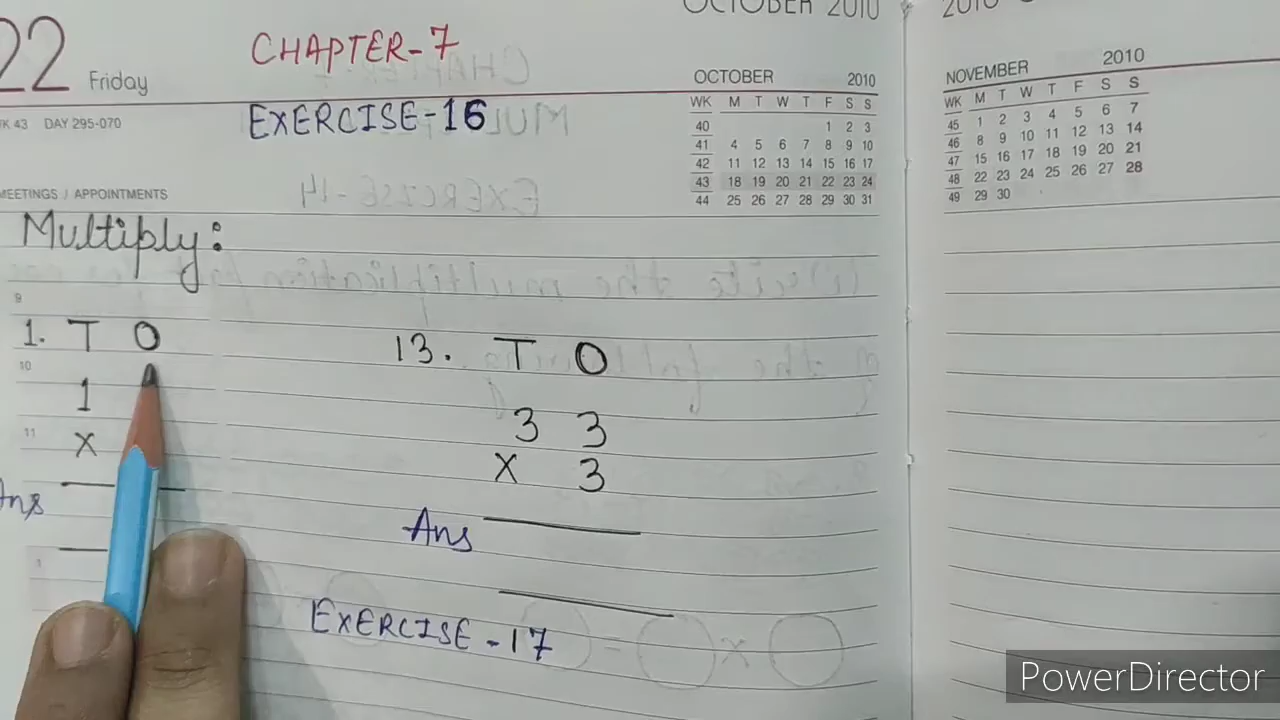 OCTOBER 2010
2010
22 Friday
CHAPTER-7
WK 43 DAY 295-070
EXERCISE-16
OCTOBER 2010
WK M T W T F S S
40 1 2 3
41 4 5 6 7 8 9 10
42 11 12 13 14 15 16 17
43 18 19 20 21 22 23 24
44 25 26 27 28 29 30 31
NOVEMBER 2010
WK M T W T F S S
45 1 2 3 4 5 6 7
46 8 9 10 11 12 13 14
47 15 16 17 18 19 20 21
48 22 23 24 25 26 27 28
49 29 30
MEETINGS / APPOINTMENTS
Multiply:
9
1. T O
10
1
11
X
Ans
1
13. T O
3 3
X 3
Ans
EXERCISE-17
PowerDirector